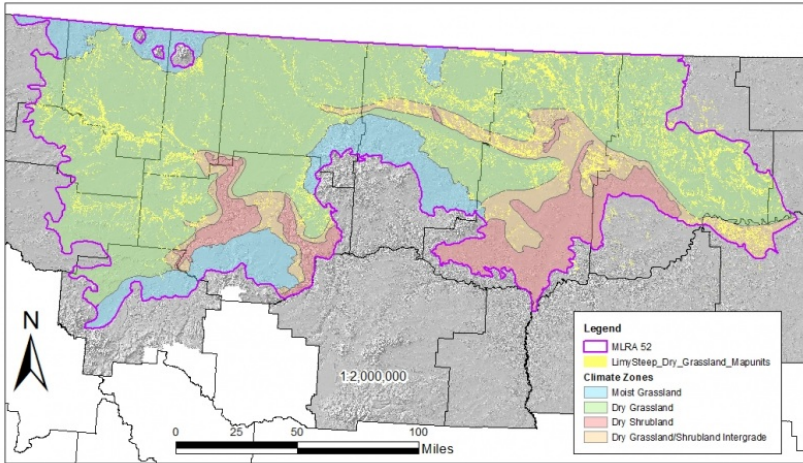 N
1:2,000,000
0 25 50 100
Miles
Legend
MLRA 52
LimySteep_Dry_Grassland_Mapunits
Climate Zones
Moist Grassland
Dry Grassland
Dry Shrubland
Dry Grassland/Shrubland Intergrade